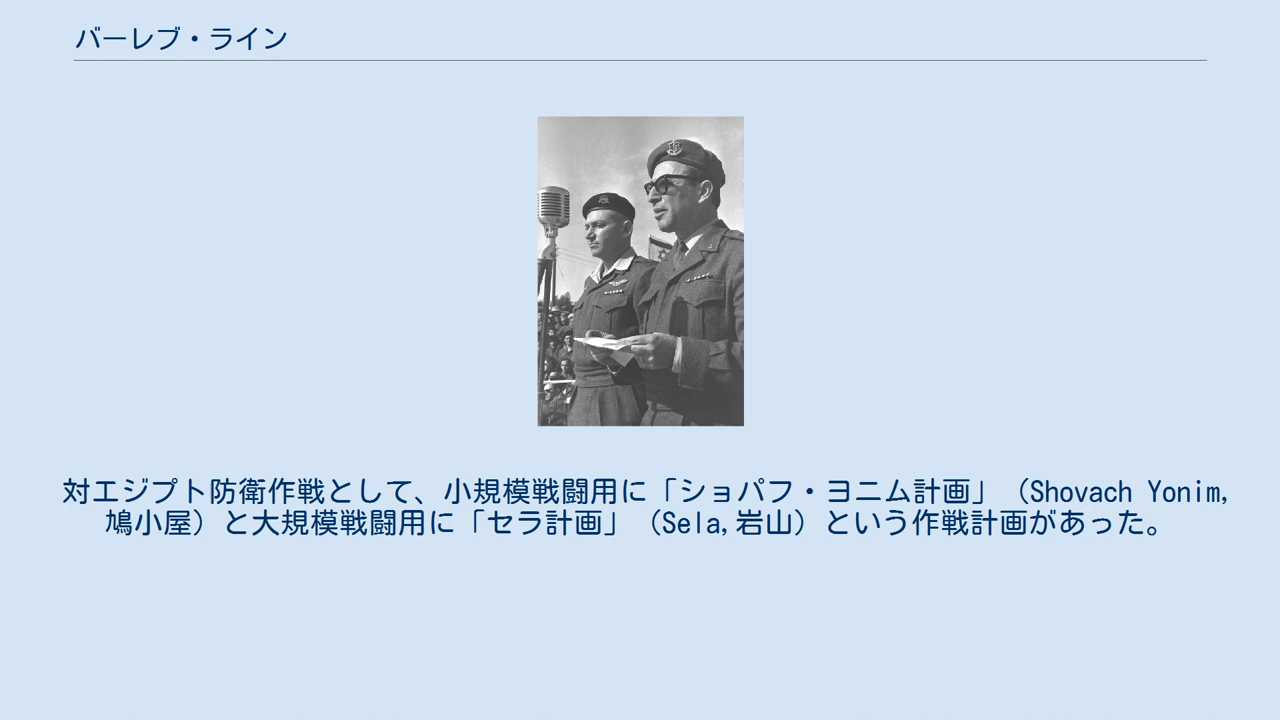 バーレブ・ライン
対エジプト防衛作戦として、小規模戦闘用に「ショパフ・ヨニム計画」（Shovach Yonim,
鳩小屋）と大規模戦闘用に「セラ計画」（Sela,岩山）という作戦計画があった。